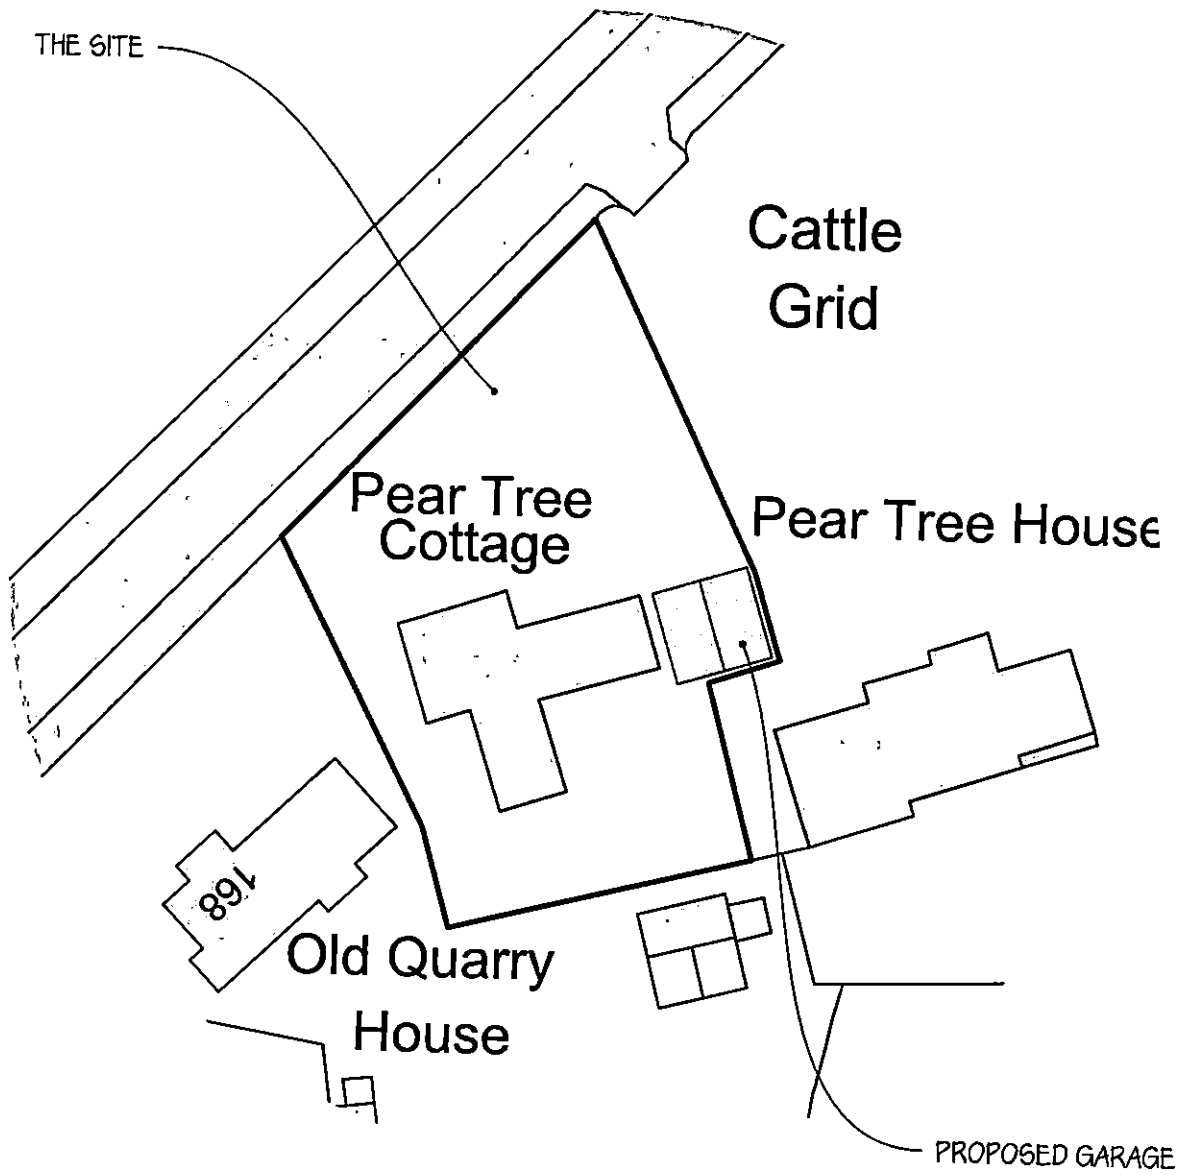 THE SITE
Cattle
Grid
Pear Tree
Cottage
Pear Tree House
168
Old Quarry
House
PROPOSED GARAGE